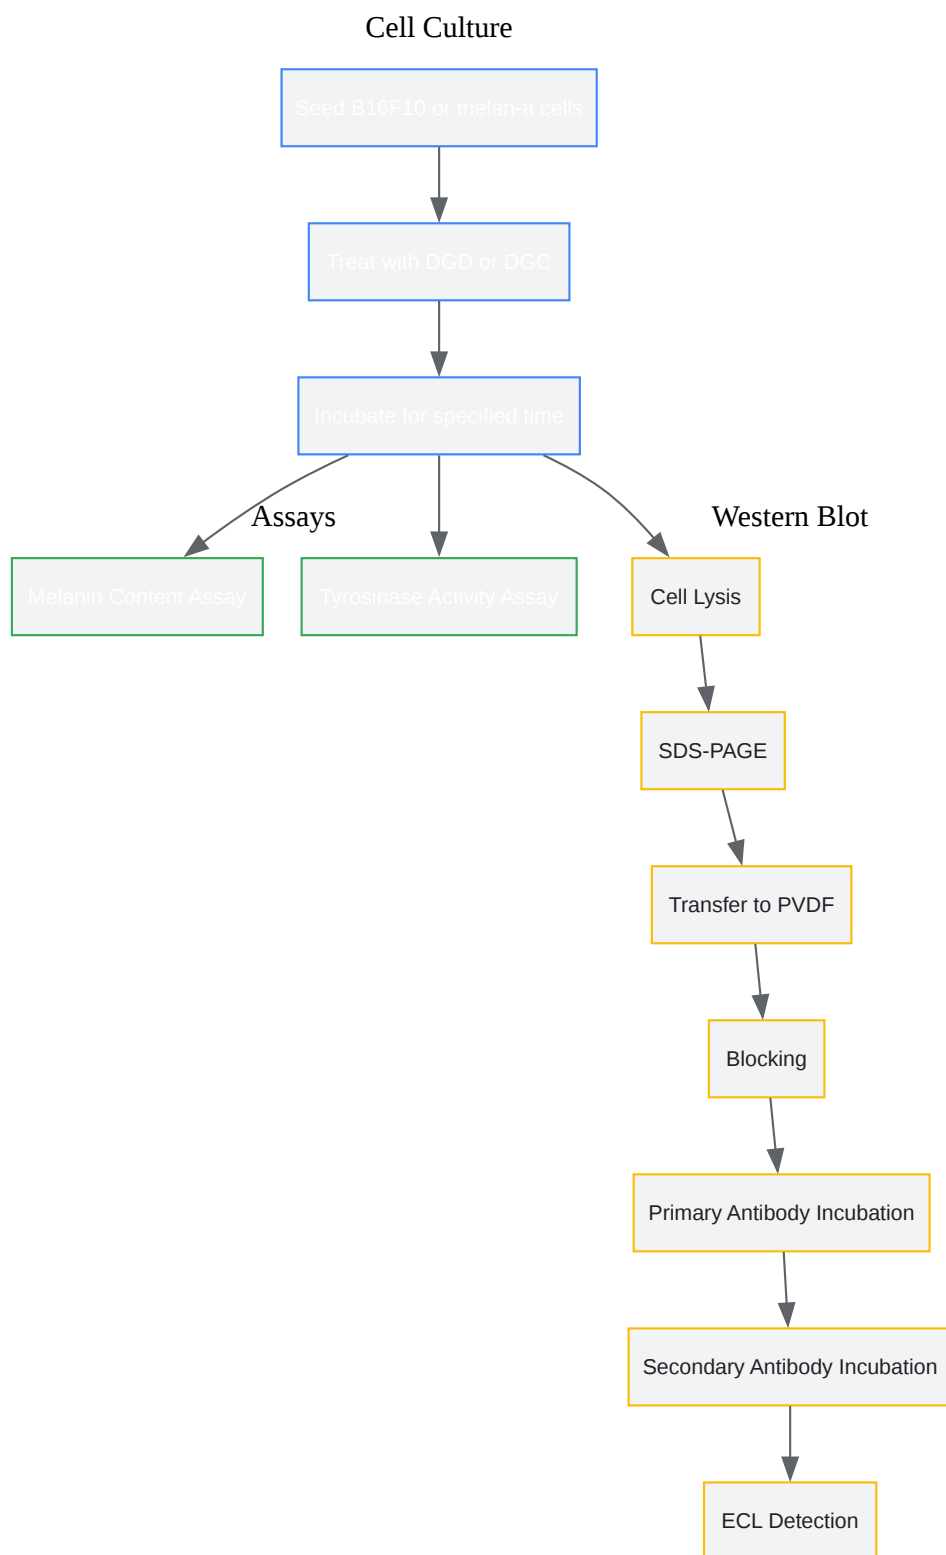 Cell Culture
Seed B16F10 or melan-a cells
Treat with DGD or DGC
Incubate for specified time
Assays
Western Blot
Melanin Content Assay
Tyrosinase Activity Assay
Cell Lysis
SDS-PAGE
Transfer to PVDF
Blocking
Primary Antibody Incubation
Secondary Antibody Incubation
ECL Detection